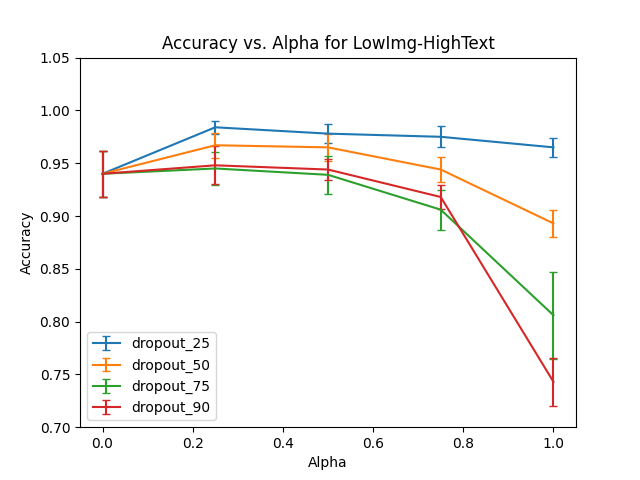 Accuracy vs. Alpha for LowImg-HighText
1.05
1.00
0.95
0.90
0.85
0.80
0.75
0.70
Accuracy
dropout_25
dropout_50
dropout_75
dropout_90
0.0 0.2 0.4 0.6 0.8 1.0
Alpha